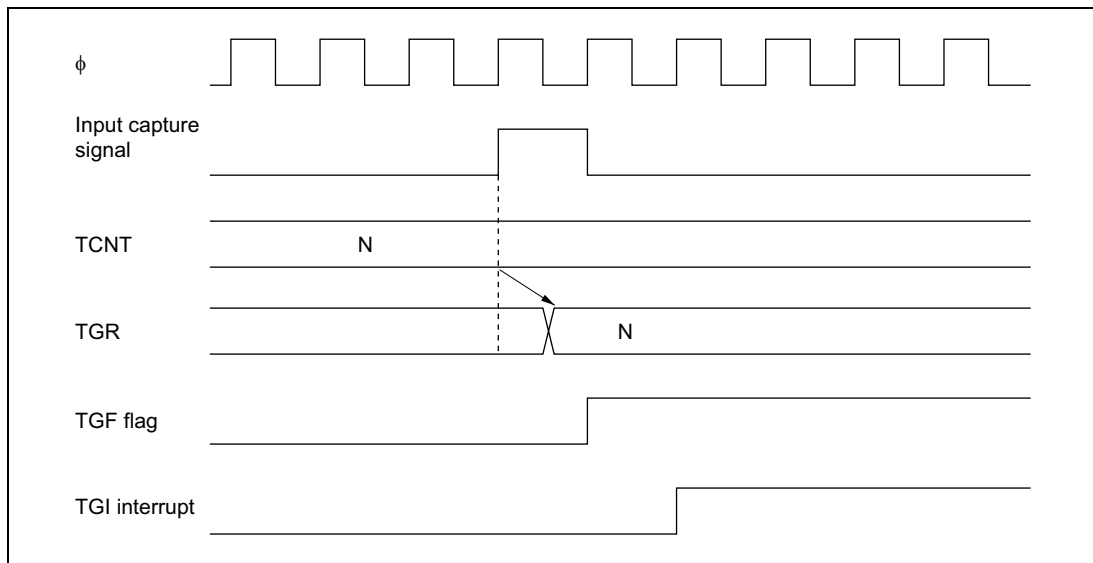 ϕ
Input capture
signal
TCNT
N
TGR
N
TGF flag
TGI interrupt